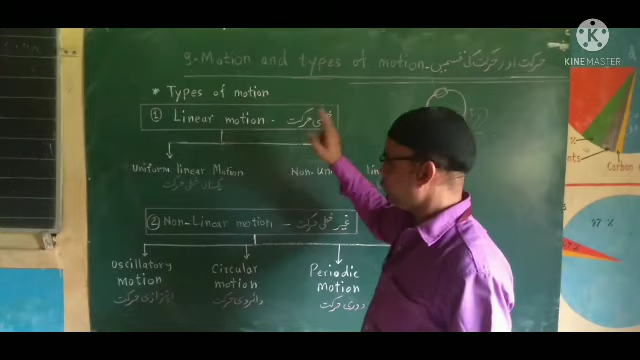 9. Motion and types of motion - حرکت اور حرکت کی قسمیں
KINEMASTER
* Types of motion
① Linear motion - خطی حرکت
Uniform linear Motion
یکساں خطی حرکت
② Non-Linear motion - غیر خطی حرکت
Oscillatory motion
اہتزازی حرکت
Circular motion
دائروی حرکت
Periodic motion
دوری حرکت
Carbon
97 %